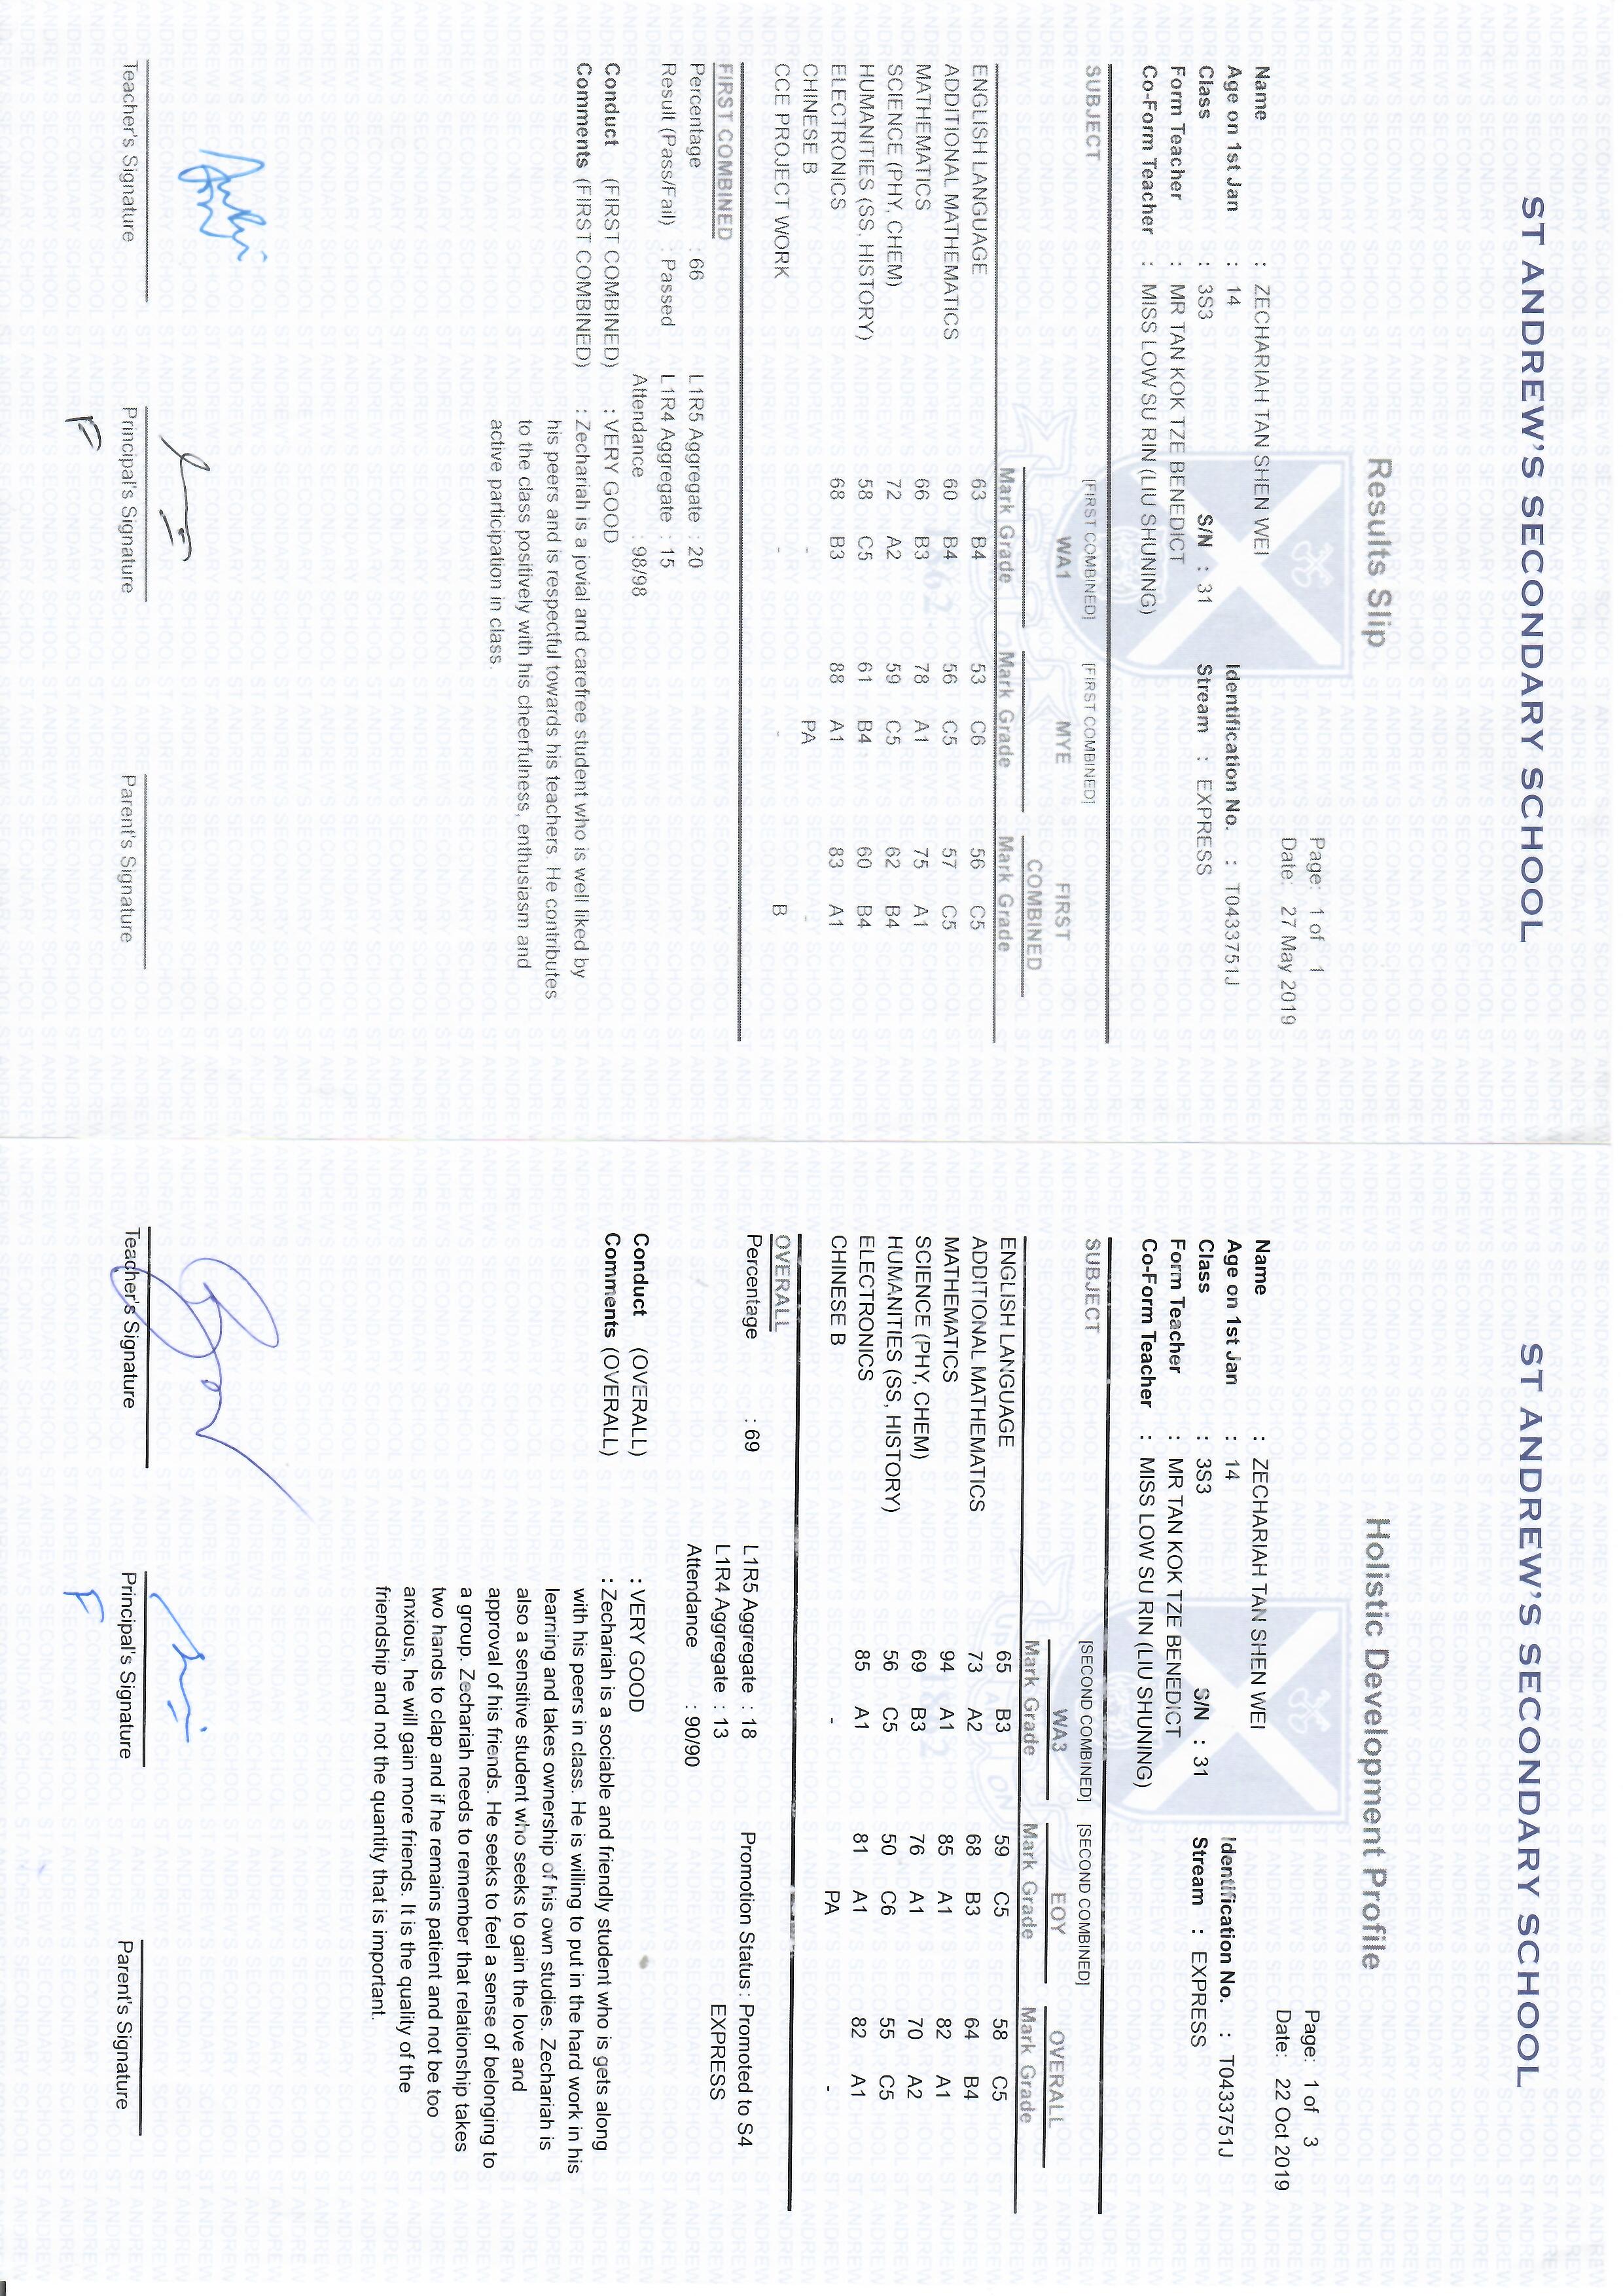 ST ANDREW'S SECONDARY SCHOOL
Results Slip
Page: 1 of 1
Date: 27 May 2019
Name : ZECHARIAH TAN SHEN WEI
Age on 1st Jan : 14 Identification No. : T0433751J
Class : 3S3 S/N : 31 Stream : EXPRESS
Form Teacher : MR TAN KOK TZE BENEDICT
Co-Form Teacher : MISS LOW SU RIN (LIU SHUNING)
SUBJECT [FIRST COMBINED] [FIRST COMBINED]
WA1 MYE FIRST
COMBINED
Mark Grade Mark Grade Mark Grade
ENGLISH LANGUAGE 63 B4 53 C6 56 C5
ADDITIONAL MATHEMATICS 60 B4 56 C5 57 C5
MATHEMATICS 66 B3 78 A1 75 A1
SCIENCE (PHY, CHEM) 72 A2 59 C5 62 B4
HUMANITIES (SS, HISTORY) 58 C5 61 B4 60 B4
ELECTRONICS 68 B3 88 A1 83 A1
CHINESE B - PA -
CCE PROJECT WORK - - B
FIRST COMBINED
Percentage : 66 L1R5 Aggregate : 20
Result (Pass/Fail) : Passed L1R4 Aggregate : 15
Attendance : 98/98
Conduct (FIRST COMBINED) : VERY GOOD
Comments (FIRST COMBINED) : Zechariah is a jovial and carefree student who is well liked by
his peers and is respectful towards his teachers. He contributes
to the class positively with his cheerfulness, enthusiasm and
active participation in class.
Teacher's Signature Principal's Signature Parent's Signature
F
ST ANDREW'S SECONDARY SCHOOL
Holistic Development Profile
Page: 1 of 3
Date: 22 Oct 2019
Name : ZECHARIAH TAN SHEN WEI
Age on 1st Jan : 14 Identification No. : T0433751J
Class : 3S3 S/N : 31 Stream : EXPRESS
Form Teacher : MR TAN KOK TZE BENEDICT
Co-Form Teacher : MISS LOW SU RIN (LIU SHUNING)
SUBJECT [SECOND COMBINED] [SECOND COMBINED]
WA3 EOY OVERALL
Mark Grade Mark Grade Mark Grade
ENGLISH LANGUAGE 65 B3 59 C5 58 C5
ADDITIONAL MATHEMATICS 73 A2 68 B3 64 B4
MATHEMATICS 94 A1 85 A1 82 A1
SCIENCE (PHY, CHEM) 69 B3 76 A1 70 A2
HUMANITIES (SS, HISTORY) 56 C5 50 C6 55 C5
ELECTRONICS 85 A1 81 A1 82 A1
CHINESE B - PA -
OVERALL
Percentage : 69 L1R5 Aggregate : 18 Promotion Status : Promoted to S4
L1R4 Aggregate : 13 EXPRESS
Attendance : 90/90
Conduct (OVERALL) : VERY GOOD
Comments (OVERALL) : Zechariah is a sociable and friendly student who is gets along
with his peers in class. He is willing to put in the hard work in his
learning and takes ownership of his own studies. Zechariah is
also a sensitive student who seeks to gain the love and
approval of his friends. He seeks to feel a sense of belonging to
a group. Zechariah needs to remember that relationship takes
two hands to clap and if he remains patient and not be too
anxious, he will gain more friends. It is the quality of the
friendship and not the quantity that is important.
Teacher's Signature Principal's Signature Parent's Signature
F